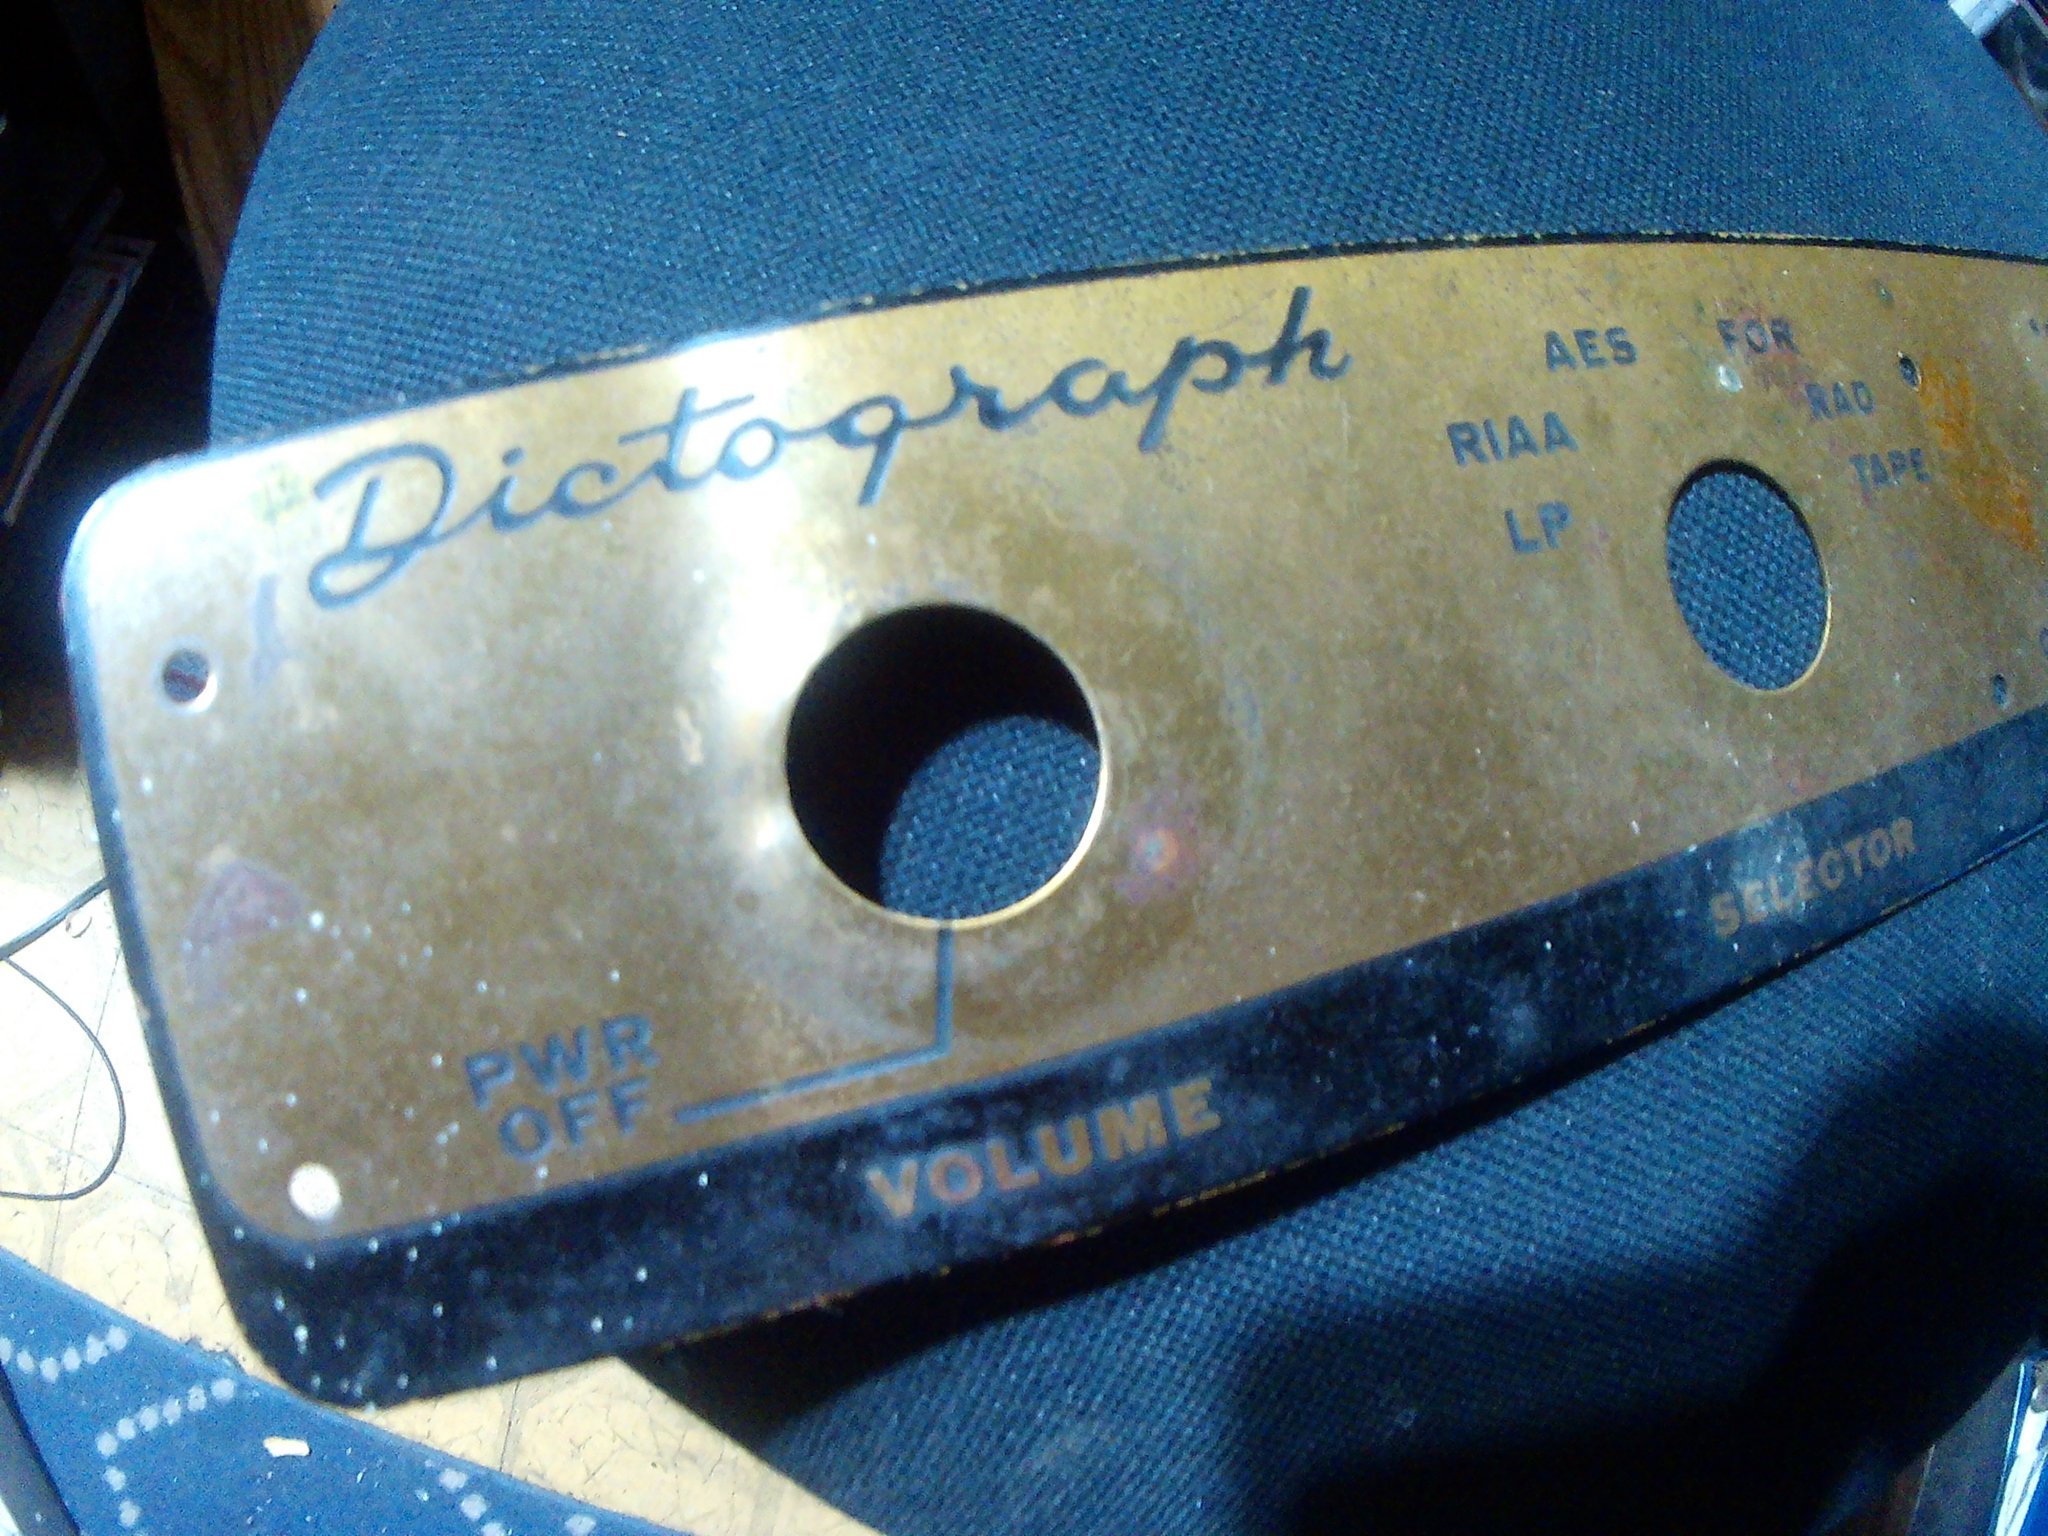 Dictograph
AES FOR
RIAA RAD
LP TAPE
PWR
OFF
VOLUME
SELECTOR